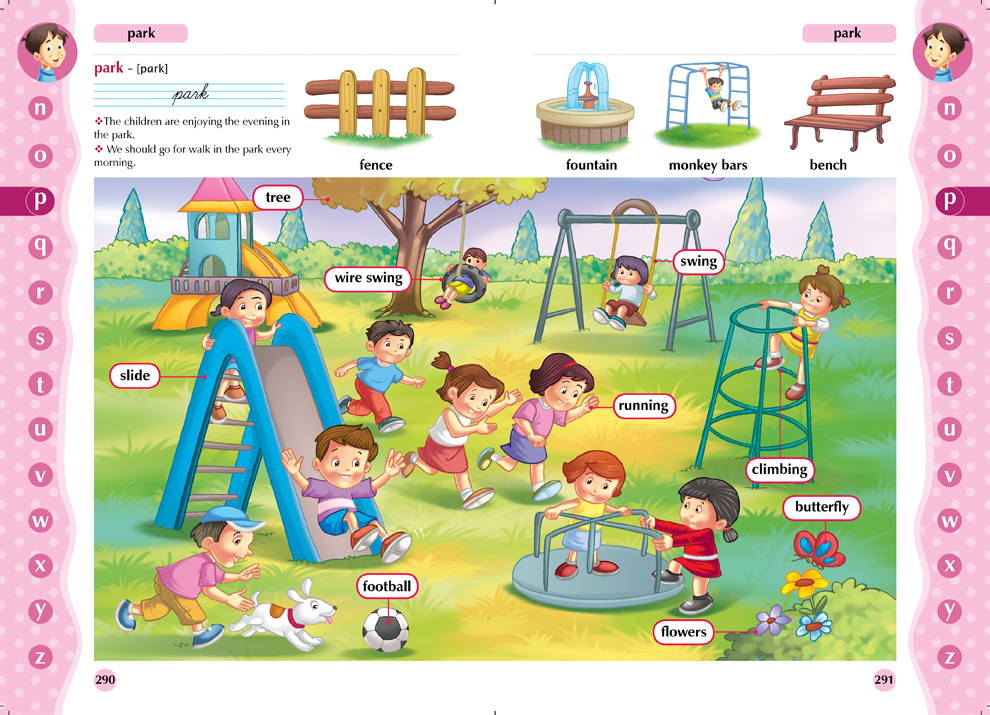 park
park
park – [park]
park
❖The children are enjoying the evening in
the park.
❖ We should go for walk in the park every
morning.
fence
fountain
monkey bars
bench
tree
wire swing
swing
slide
running
climbing
butterfly
football
flowers
n
o
p
q
r
s
t
u
v
w
x
y
z
n
o
p
q
r
s
t
u
v
w
x
y
z
290
291